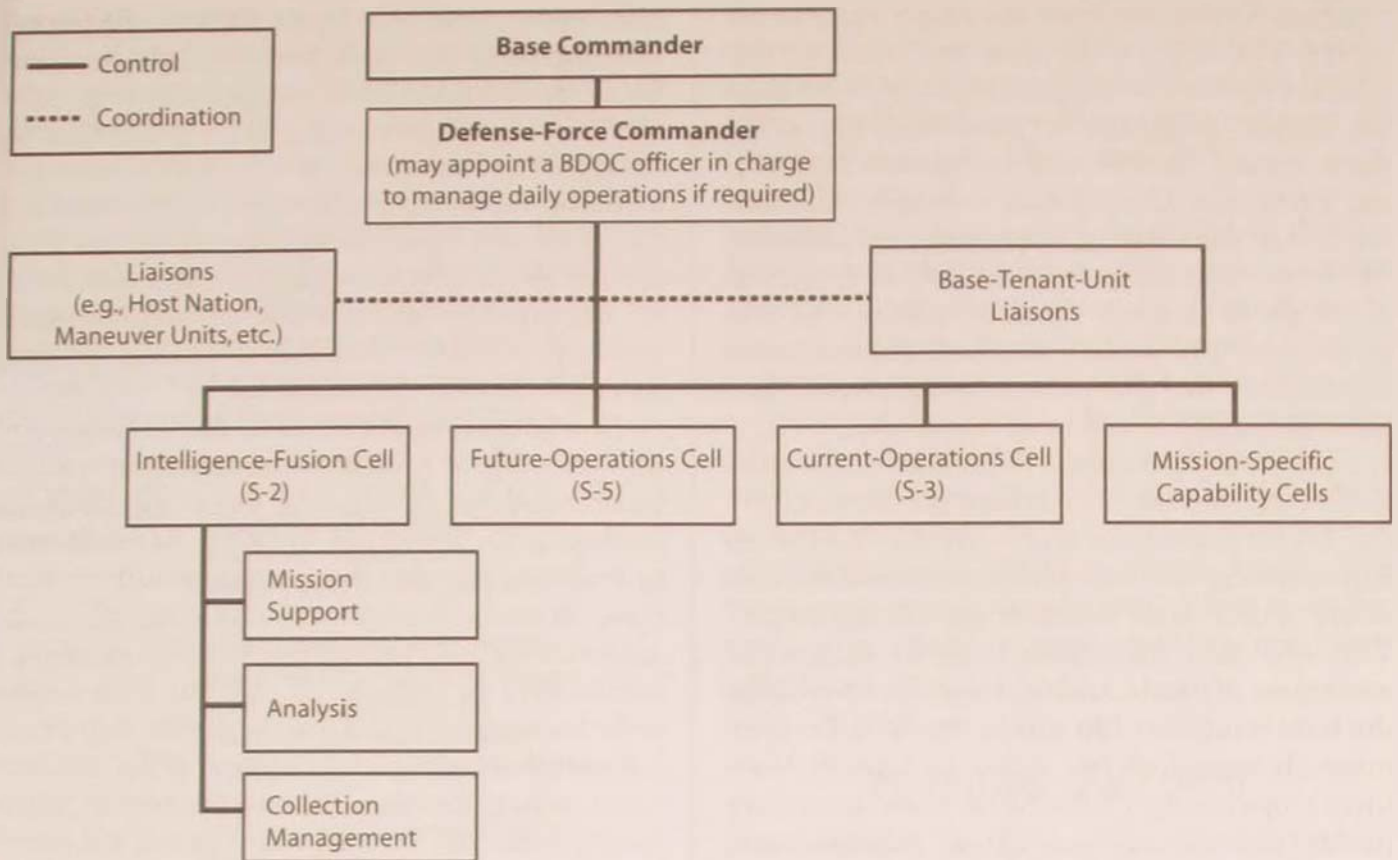 Control
Coordination
Base Commander
Defense-Force Commander
(may appoint a BDOC officer in charge
to manage daily operations if required)
Liaisons
(e.g., Host Nation,
Maneuver Units, etc.)
Base-Tenant-Unit
Liaisons
Intelligence-Fusion Cell
(S-2)
Future-Operations Cell
(S-5)
Current-Operations Cell
(S-3)
Mission-Specific
Capability Cells
Mission
Support
Analysis
Collection
Management